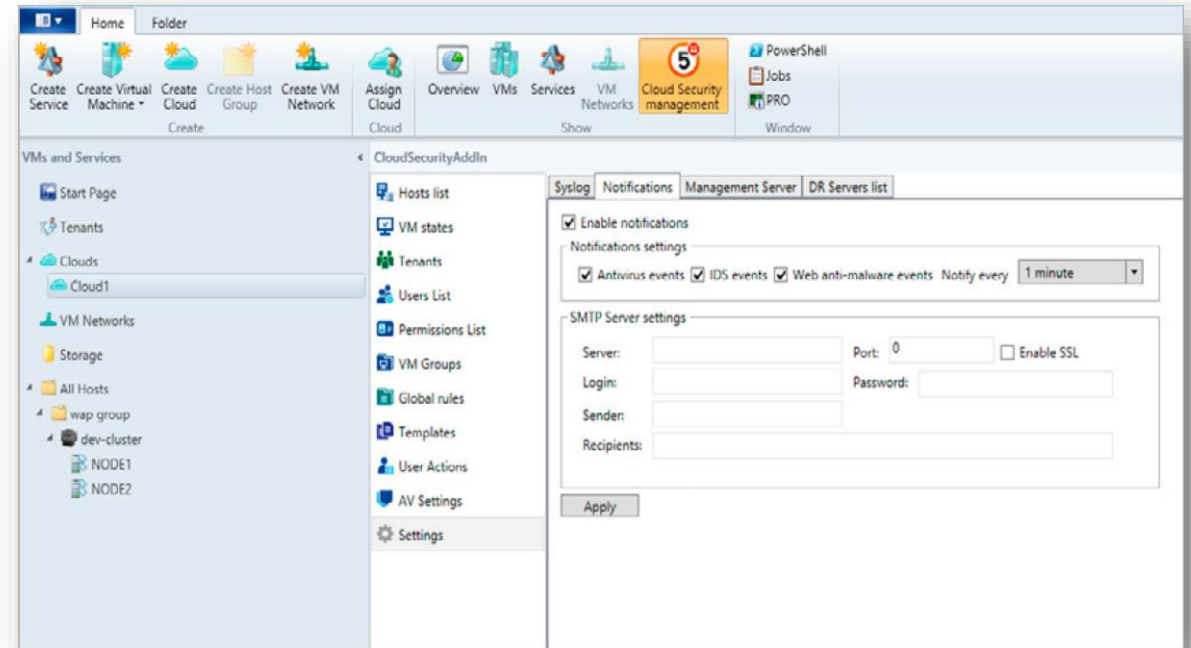 Home Folder
Create Service
Create Virtual Machine
Create Cloud
Create Host Group
Create VM Network
Assign Cloud
Overview
VMs
Services
VM Networks
5
Cloud Security management
PowerShell
Jobs
PRO
Create Cloud Show Window
VMs and Services
Start Page
Tenants
Clouds
Cloud1
VM Networks
Storage
All Hosts
wap group
dev-cluster
NODE1
NODE2
CloudSecurityAddIn
Hosts list
VM states
Tenants
Users List
Permissions List
VM Groups
Global rules
Templates
User Actions
AV Settings
Settings
Syslog Notifications Management Server DR Servers list
Enable notifications
Notifications settings
Antivirus events IDS events Web anti-malware events Notify every 1 minute
SMTP Server settings
Server: Port: 0 Enable SSL
Login: Password:
Sender:
Recipients:
Apply